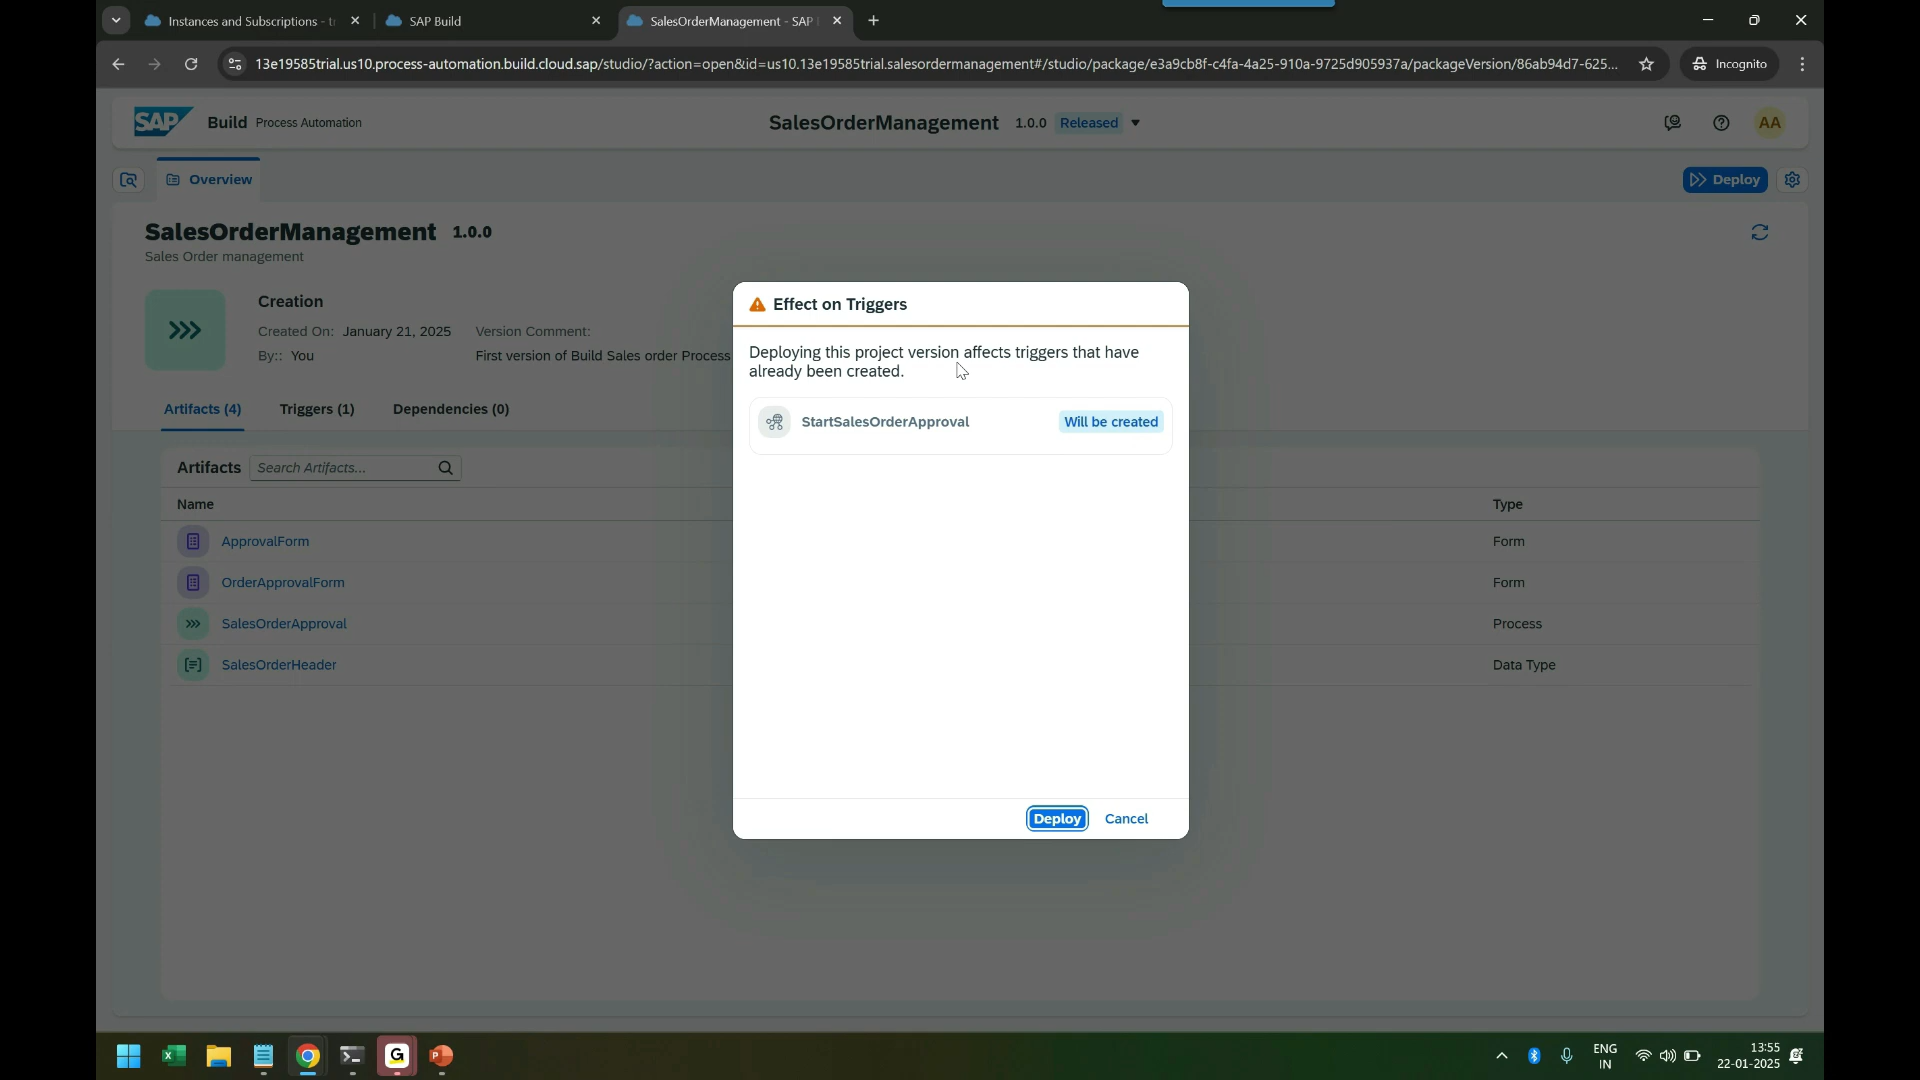 Instances and Subscriptions - t
SAP Build
SalesOrderManagement - SAP
13e19585trial.us10.process-automation.build.cloud.sap/studio/?action=open&id=us10.13e19585trial.salesordermanagement#/studio/package/e3a9cb8f-c4fa-4a25-910a-9725d905937a/packageVersion/86ab94d7-625...
Incognito
SAP Build Process Automation
SalesOrderManagement 1.0.0 Released
AA
Overview
Deploy
SalesOrderManagement 1.0.0
Sales Order management
Creation
Created On: January 21, 2025 Version Comment:
By:: You First version of Build Sales order Process
Artifacts (4) Triggers (1) Dependencies (0)
Artifacts Search Artifacts...
Name Type
ApprovalForm Form
OrderApprovalForm Form
SalesOrderApproval Process
SalesOrderHeader Data Type
Effect on Triggers
Deploying this project version affects triggers that have
already been created.
StartSalesOrderApproval Will be created
Deploy Cancel
ENG
IN
13:55
22-01-2025